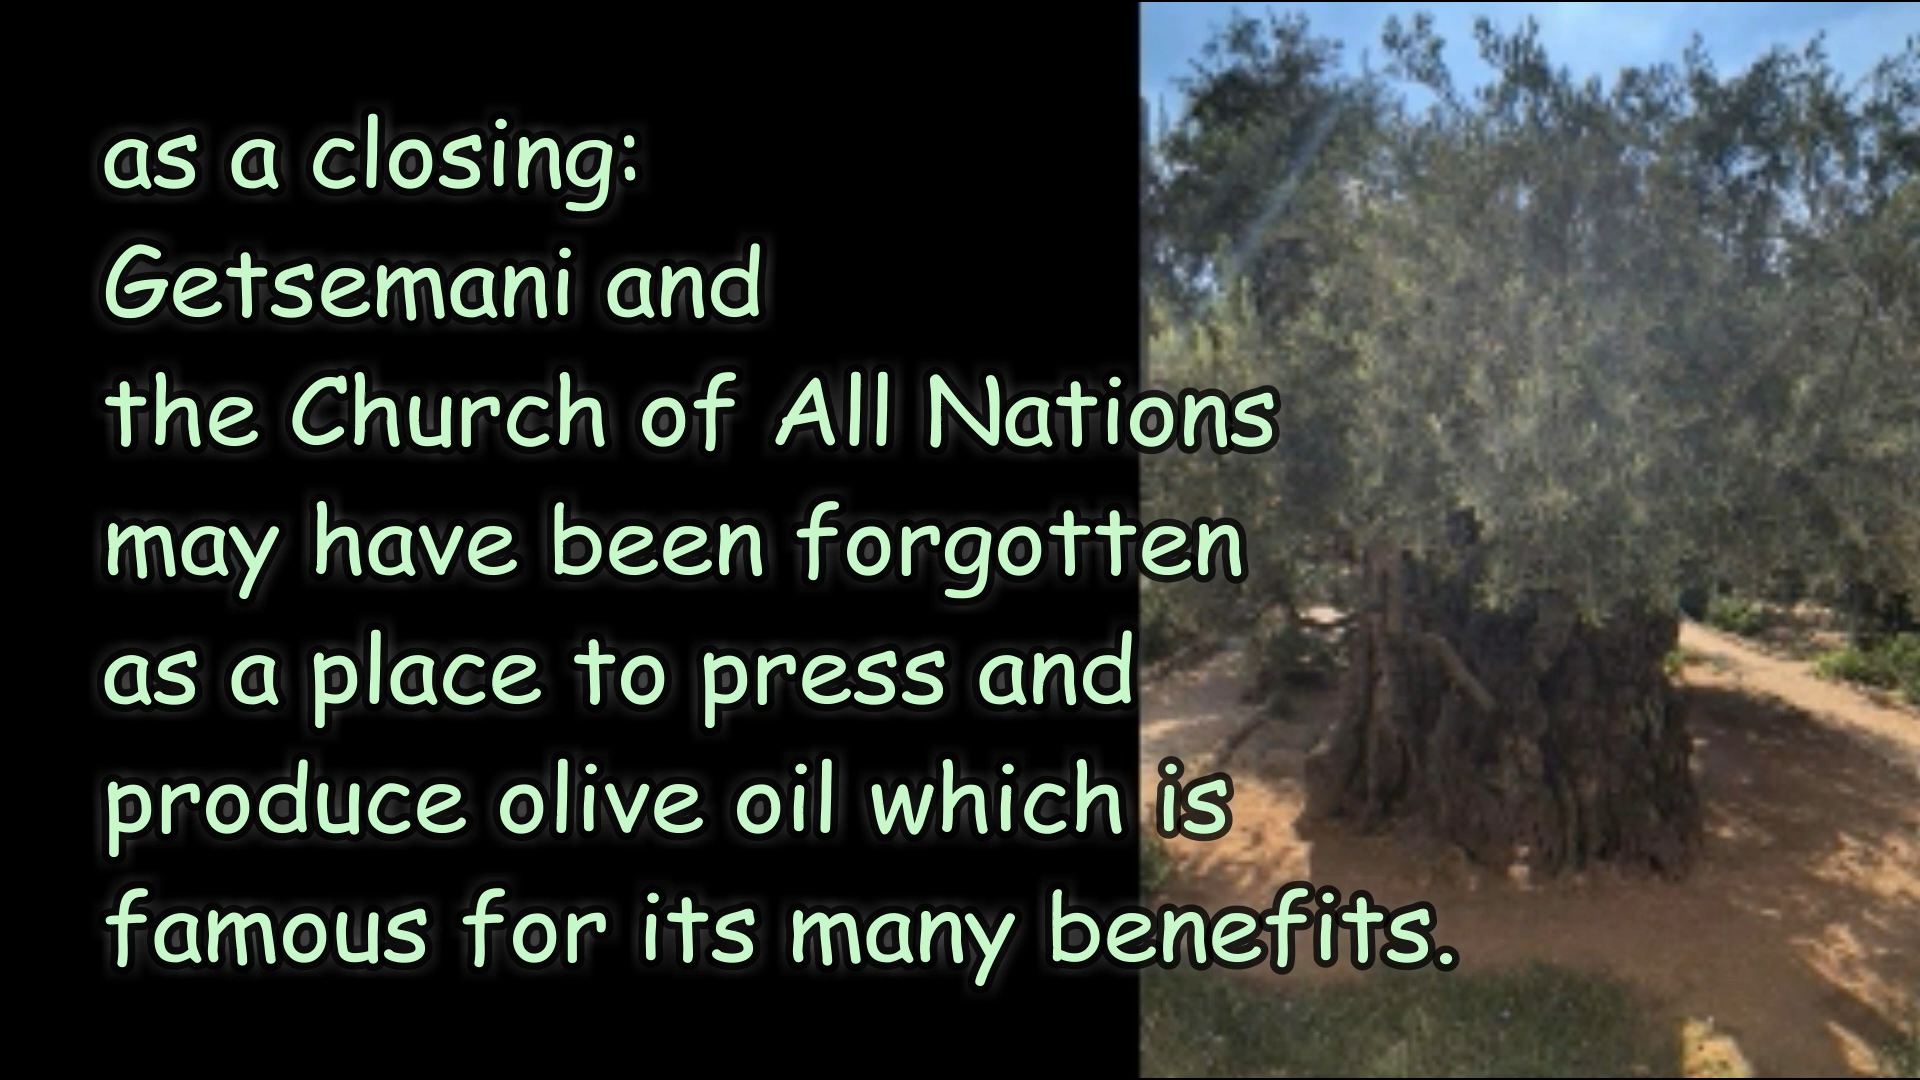 as a closing:
Getsemani and
the Church of All Nations
may have been forgotten
as a place to press and
produce olive oil which is
famous for its many benefits.